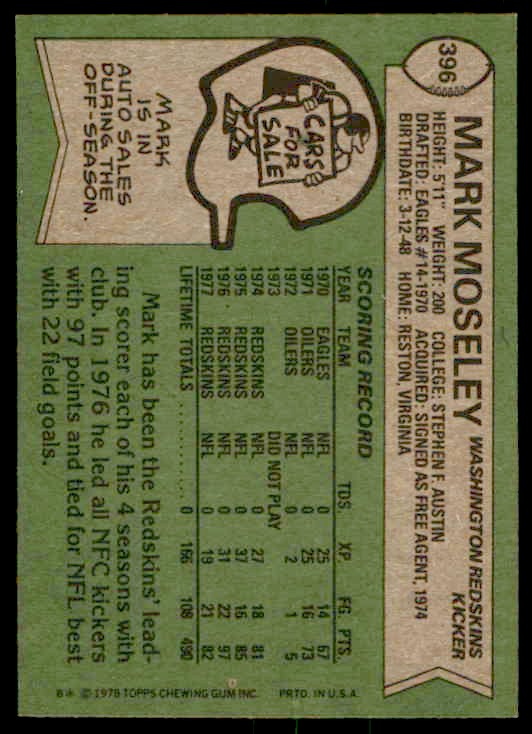 396
MARK MOSELEY WASHINGTON REDSKINS
KICKER
HEIGHT: 5'11" WEIGHT: 200 COLLEGE: STEPHEN F. AUSTIN
DRAFTED: EAGLES #14-1970 ACQUIRED: SIGNED AS FREE AGENT, 1974
BIRTHDATE: 3-12-48 HOME: RESTON, VIRGINIA
CARS
FOR
SALE
MARK
IS IN
AUTO SALES
DURING THE
OFF-SEASON.
SCORING RECORD
YEAR TEAM TDS. XP. FG. PTS.
1970 EAGLES NFL 0 25 14 67
1971 OILERS NFL 0 25 16 73
1972 OILERS NFL 0 2 1 5
1973 DID NOT PLAY
1974 REDSKINS NFL 0 27 18 81
1975 REDSKINS NFL 0 37 16 85
1976 REDSKINS NFL 0 31 22 97
1977 REDSKINS NFL 0 19 21 82
LIFETIME TOTALS ........... 0 166 108 490
Mark has been the Redskins' lead-
ing scorer each of his 4 seasons with
club. In 1976 he led all NFC kickers
with 97 points and tied for NFL best
with 22 field goals.
B* © 1978 TOPPS CHEWING GUM INC. PRTD. IN U.S.A.